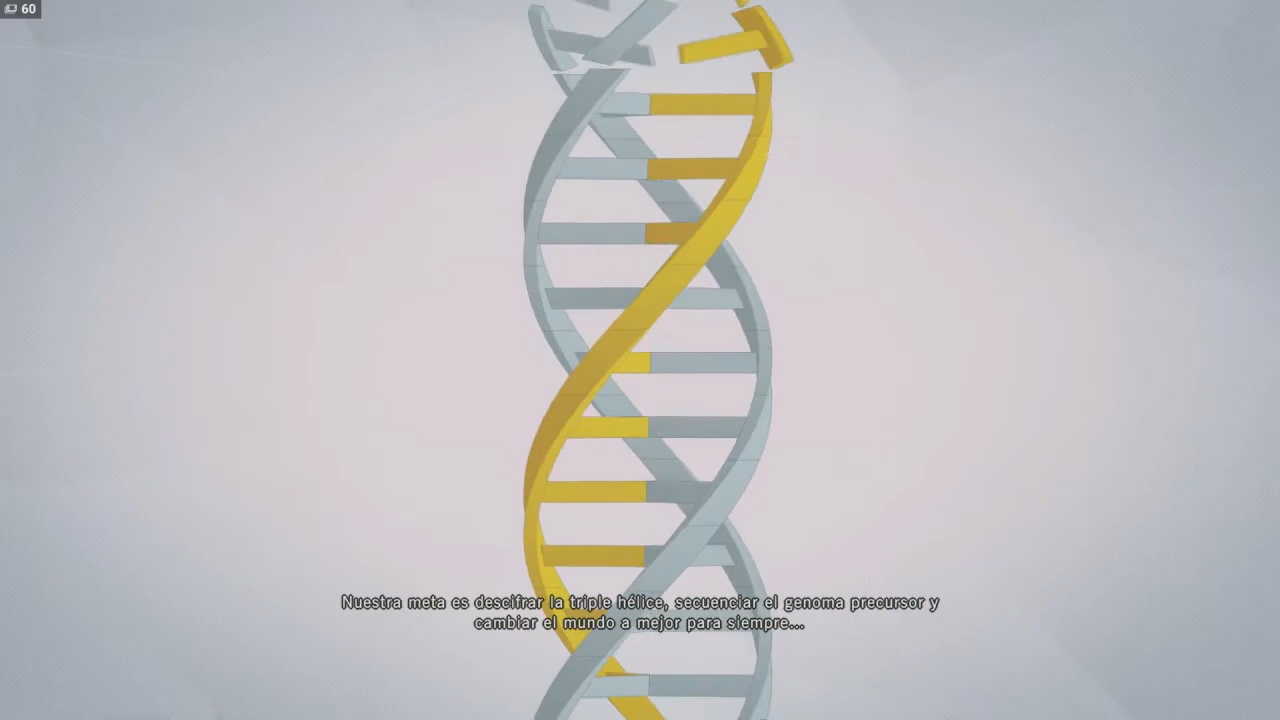 60
Nuestra meta es descifrar la triple hélice, secuenciar el genoma precursor y
cambiar el mundo a mejor para siempre...